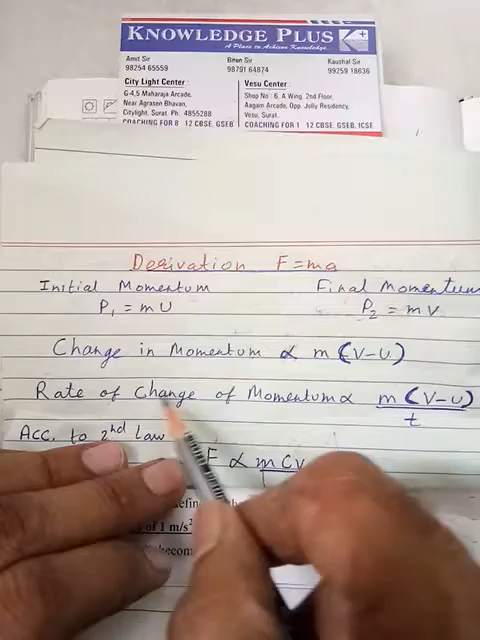 KNOWLEDGE PLUS
A Place to Achieve Knowledge.
Amit Sir
98254 65559
Biren Sir
98791 64874
Kaushal Sir
99259 18636
City Light Center :
G-4,5 Maharaja Arcade,
Near Agrasen Bhavan,
Citylight, Surat. Ph. 4855288
COACHING FOR 8 12 CBSE, GSEB
Vesu Center :
Shop No : 6, A Wing, 2nd Floor,
Aagam Arcade, Opp. Jolly Residency,
Vesu, Surat.
COACHING FOR 1 12 CBSE, GSEB, ICSE
Derivation F=ma
Initial Momentum
P₁ = mU
Final Momentum
P₂ = mV
Change in Momentum ∝ m(V-U)
Rate of Change of Momentum ∝ m(V-U)/t
Acc. to 2nd Law
F ∝ m(V
of 1 m/s²